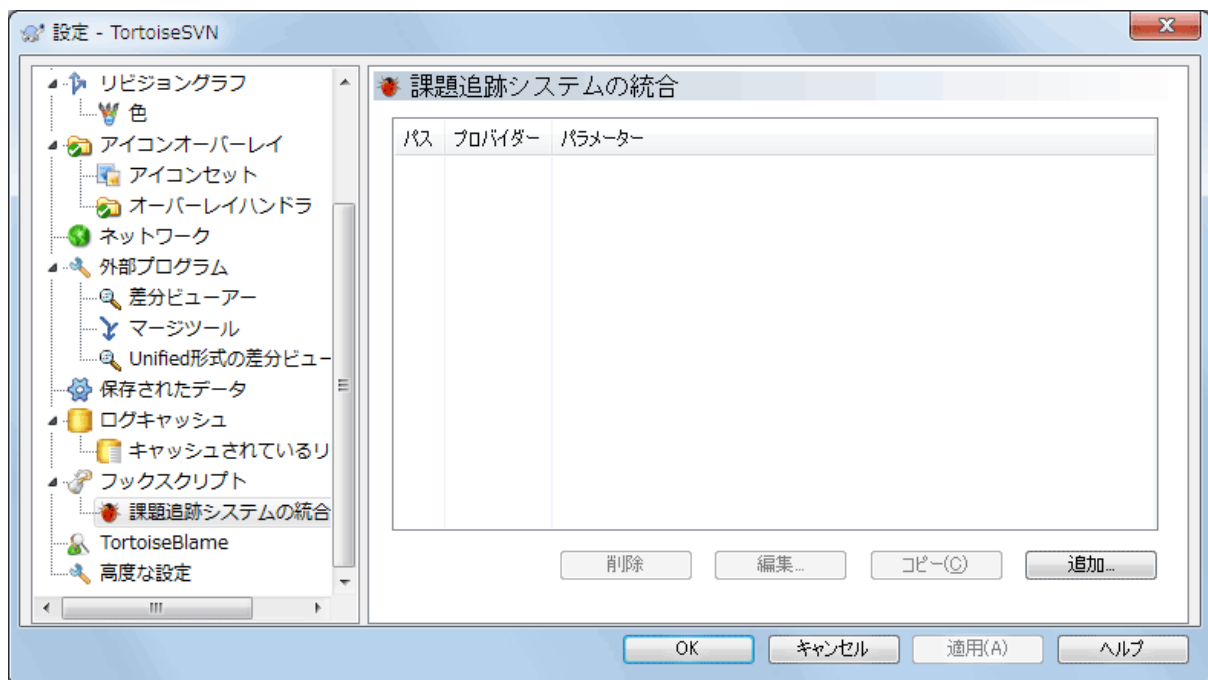 設定 - TortoiseSVN
リビジョングラフ
色
アイコンオーバーレイ
アイコンセット
オーバーレイハンドラ
ネットワーク
外部プログラム
差分ビューアー
マージツール
Unified形式の差分ビュー
保存されたデータ
ログキャッシュ
キャッシュされているリ
フックスクリプト
課題追跡システムの統合
TortoiseBlame
高度な設定
課題追跡システムの統合
パス プロバイダー パラメーター
削除 編集... コピー(C) 追加...
OK キャンセル 適用(A) ヘルプ